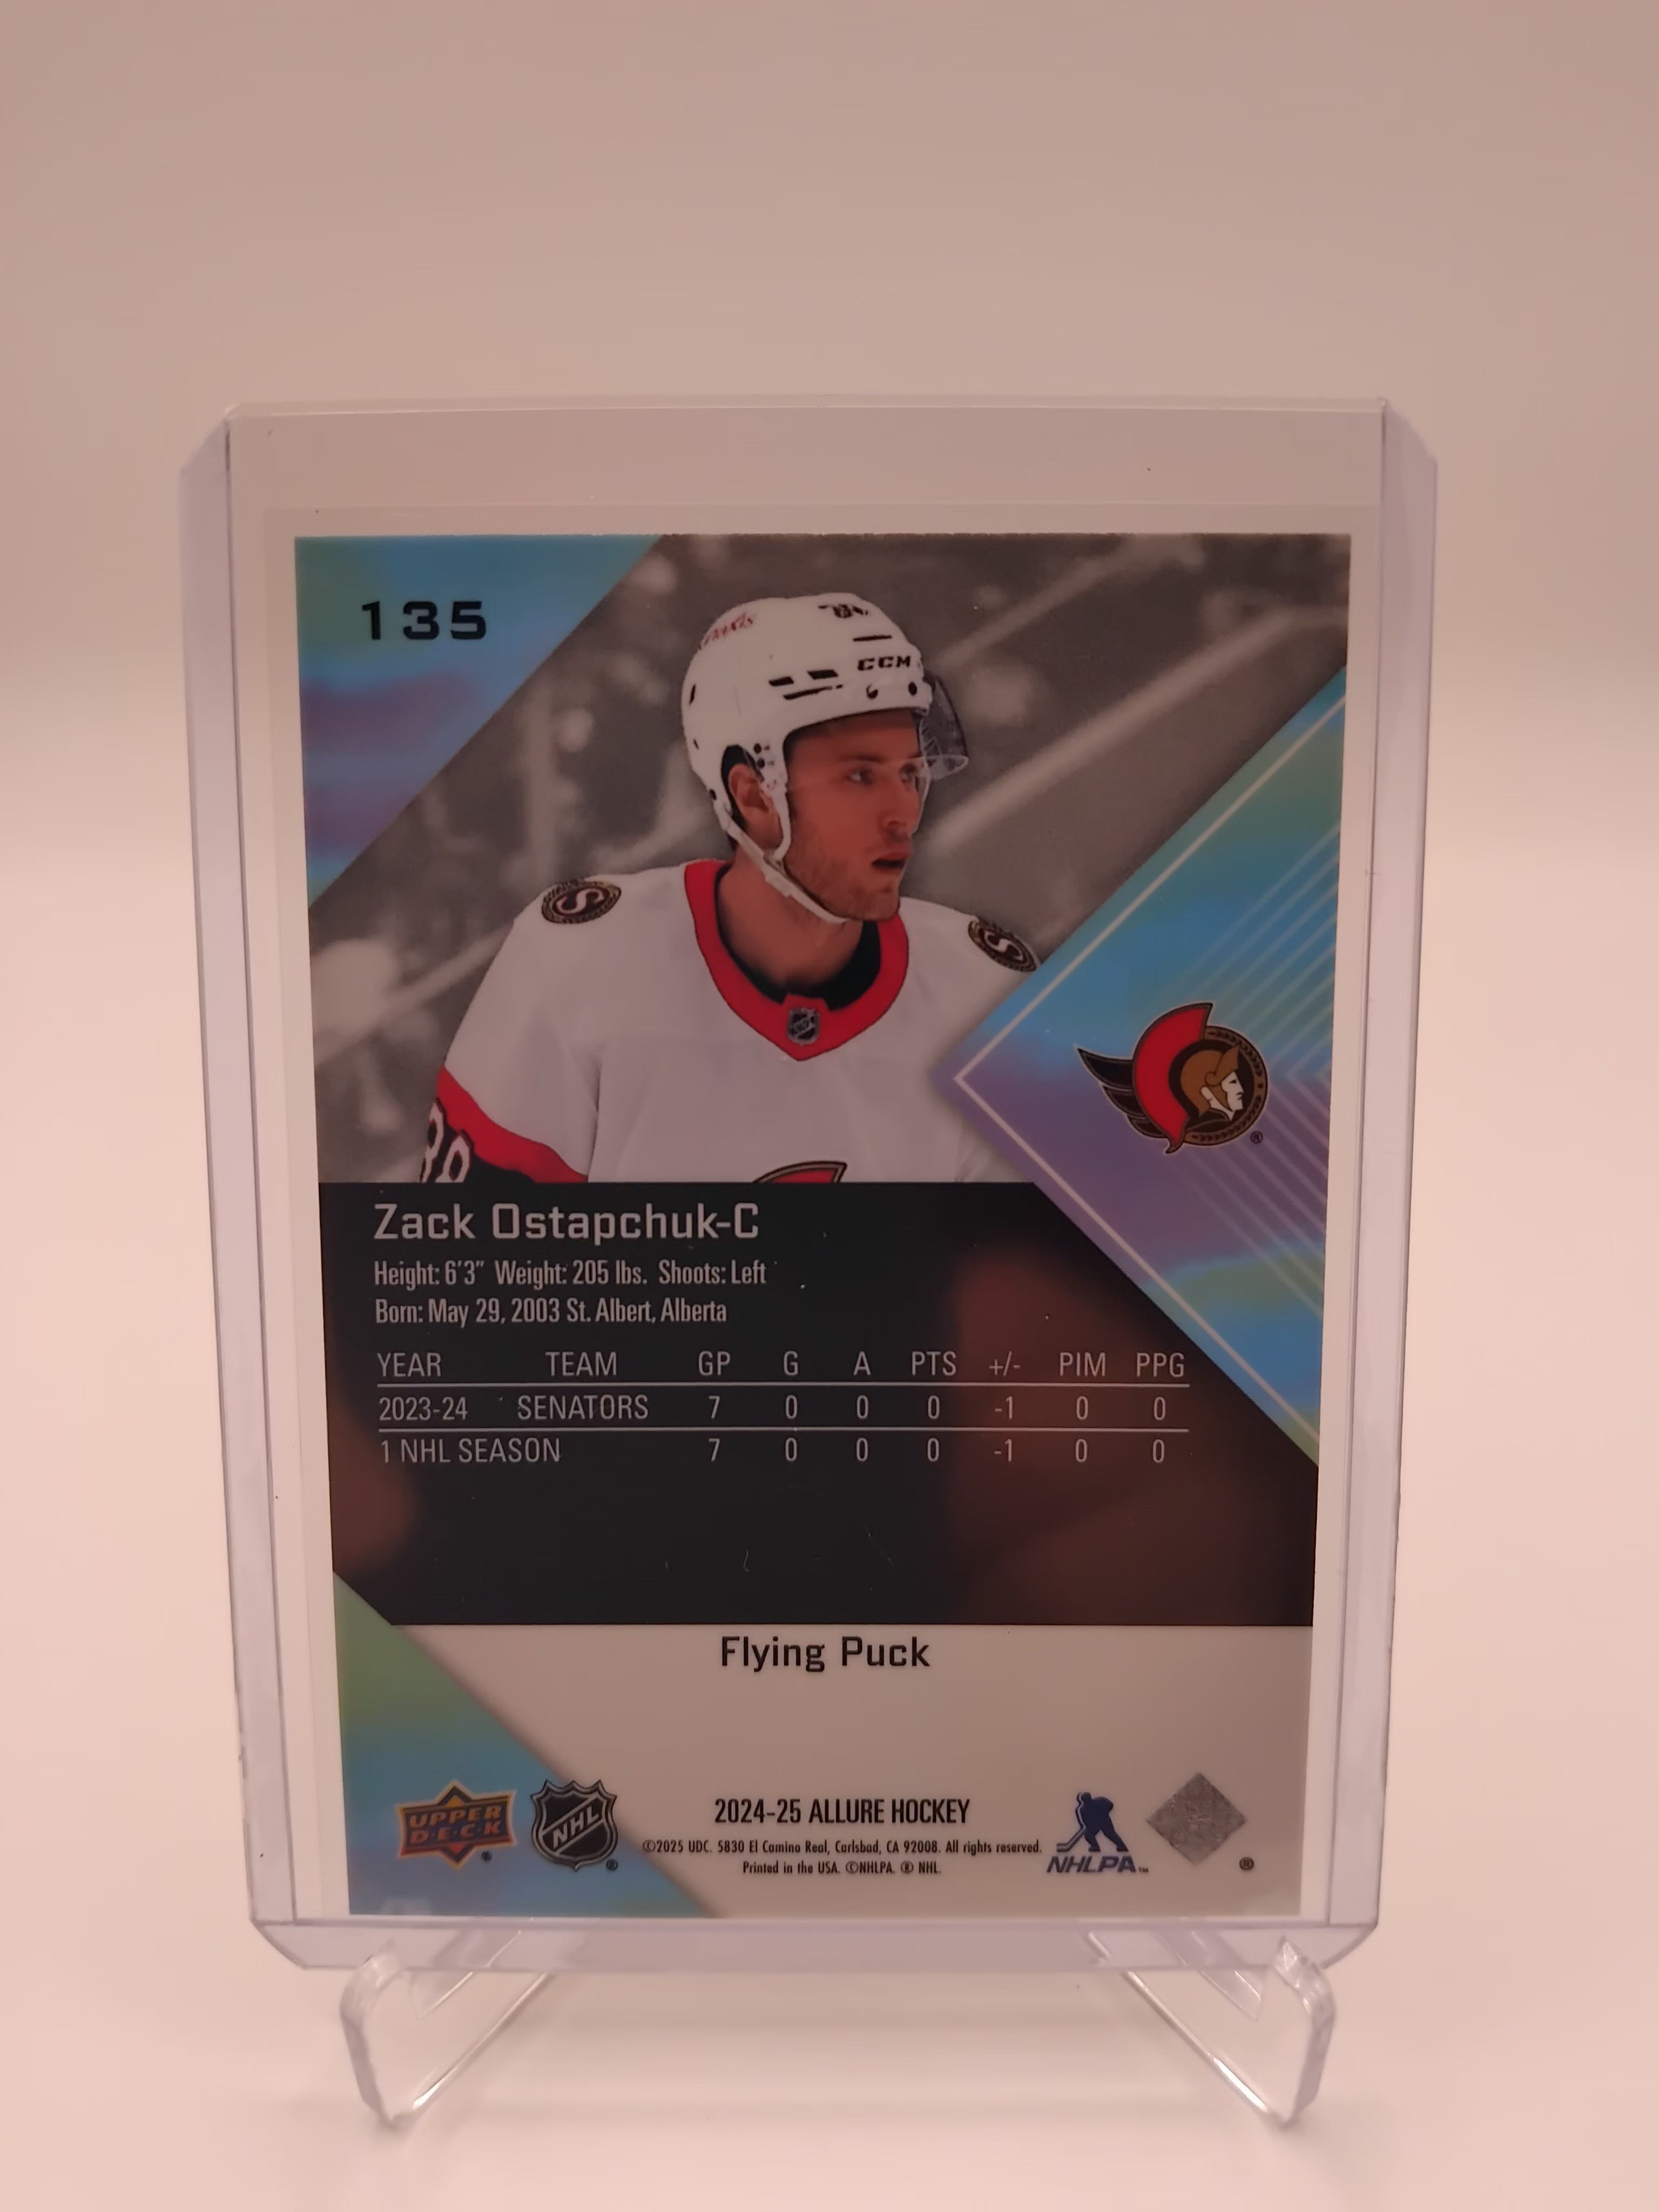 135
CCM
Zack Ostapchuk-C
Height: 6'3" Weight: 205 lbs. Shoots: Left
Born: May 29, 2003 St. Albert, Alberta
YEAR TEAM GP G A PTS +/- PIM PPG
2023-24 SENATORS 7 0 0 0 -1 0 0
1 NHL SEASON 7 0 0 0 -1 0 0
Flying Puck
UPPER DECK
®
NHL
®
2024-25 ALLURE HOCKEY
©2025 UDC. 5830 El Camino Real, Carlsbad, CA 92008. All rights reserved.
Printed in the USA. ©NHLPA. ® NHL.
NHLPA™
®